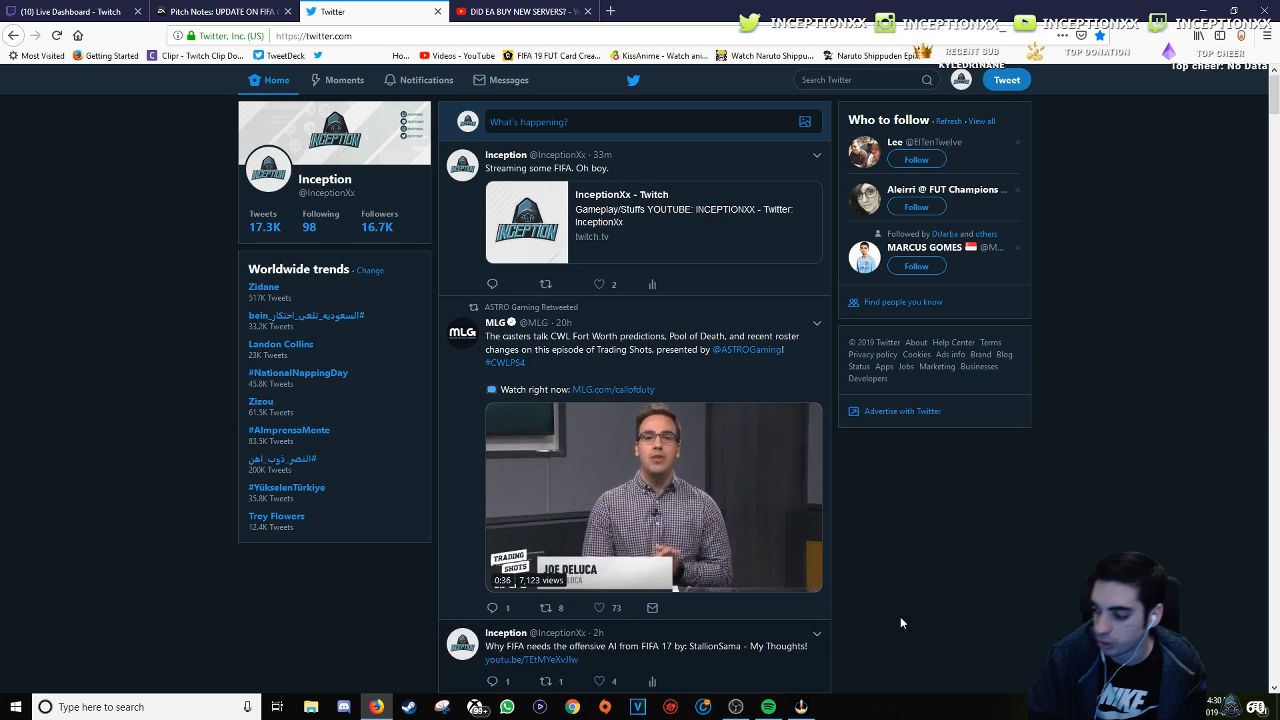 (10) Live Dashboard - Twitch
Pitch Notes: UPDATE ON FIFA
Twitter
DID EA BUY NEW SERVERS? - Y
INCEPTIONXX
INCEPTIONXX_
INCEPTIONXX
INCEPTIONXX
Twitter, Inc. (US)
https://twitter.com
Most Visited
Getting Started
Clipr - Twitch Clip Do...
TweetDeck
Ho...
Videos - YouTube
FIFA 19 FUT Card Creat...
KissAnime - Watch ani...
Watch Naruto Shippu...
Naruto Shippuden Epi
RECENT SUB
KYLEDKINANE
TOP DONATION
TOP CHEER
Top cheer: No Data
Home
Moments
Notifications
Messages
Search Twitter
Tweet
INCEPTION
Inception
@InceptionXx
Tweets Following Followers
17.3K 98 16.7K
Worldwide trends · Change
Zidane
517K Tweets
#السعوديه_تلغي_احتكار_bein
33.2K Tweets
Landon Collins
23K Tweets
#NationalNappingDay
45.8K Tweets
Zizou
61.5K Tweets
#AImprensaMente
83.5K Tweets
#النصر_ذوب_اهن
200K Tweets
#YükselenTürkiye
35.8K Tweets
Trey Flowers
12.4K Tweets
What's happening?
Inception @InceptionXx · 33m
Streaming some FIFA. Oh boy.
INCEPTION
InceptionXx - Twitch
Gameplay/Stuffs YOUTUBE: INCEPTIONXX - Twitter:
InceptionXx
twitch.tv
2
ASTRO Gaming Retweeted
MLG
MLG @MLG · 20h
The casters talk CWL Fort Worth predictions, Pool of Death, and recent roster
changes on this episode of Trading Shots, presented by @ASTROGaming!
#CWLPS4
Watch right now: MLG.com/callofduty
TRADING
SHOTS
JOE DELUCA
0:36 7,123 views
1 8 73
Inception @InceptionXx · 2h
Why FIFA needs the offensive AI from FIFA 17 by: StallionSama - My Thoughts!
youtu.be/TEtMYeXvJIw
1 1 4
Who to follow · Refresh · View all
Lee @ElTenTwelve
Follow
Aleirri @ FUT Champions ...
Follow
Followed by DrJarba and others
MARCUS GOMES @M...
Follow
Find people you know
© 2019 Twitter About Help Center Terms
Privacy policy Cookies Ads info Brand Blog
Status Apps Jobs Marketing Businesses
Developers
Advertise with Twitter
NIKE
Type here to search
99+
4:30
019